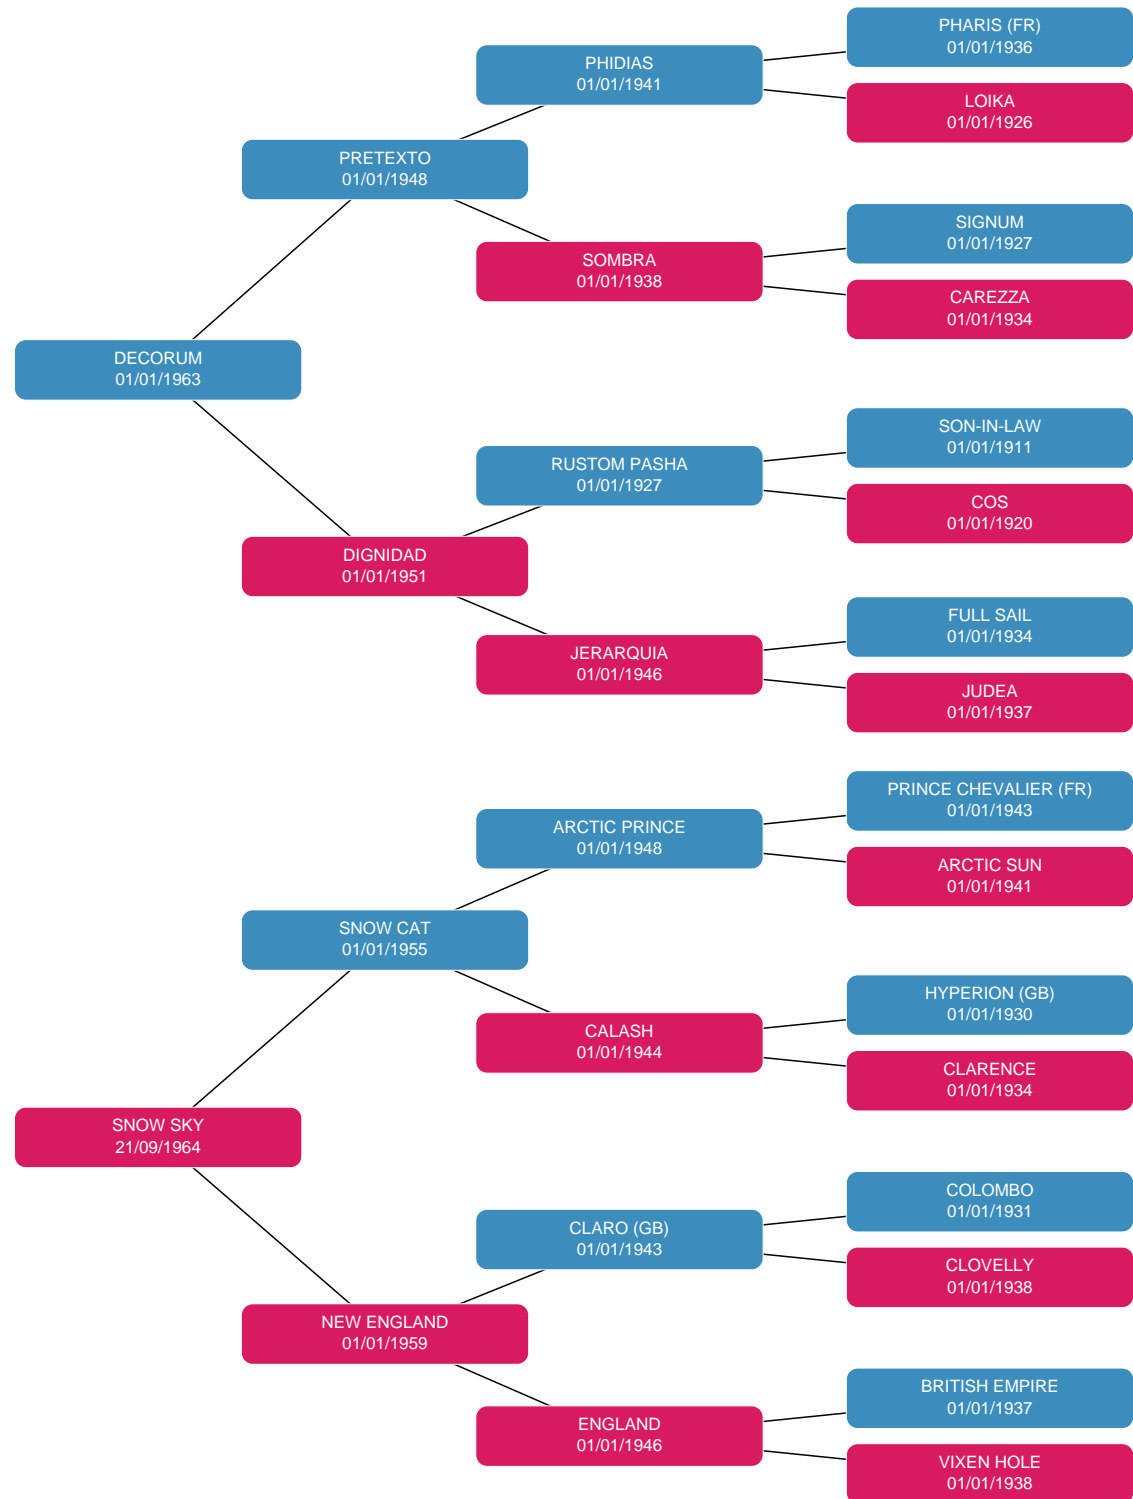 PHARIS (FR)
01/01/1936
PHIDIAS
01/01/1941
LOIKA
01/01/1926
PRETEXTO
01/01/1948
SIGNUM
01/01/1927
SOMBRA
01/01/1938
CAREZZA
01/01/1934
DECORUM
01/01/1963
SON-IN-LAW
01/01/1911
RUSTOM PASHA
01/01/1927
COS
01/01/1920
DIGNIDAD
01/01/1951
FULL SAIL
01/01/1934
JERARQUIA
01/01/1946
JUDEA
01/01/1937
PRINCE CHEVALIER (FR)
01/01/1943
ARCTIC PRINCE
01/01/1948
ARCTIC SUN
01/01/1941
SNOW CAT
01/01/1955
HYPERION (GB)
01/01/1930
CALASH
01/01/1944
CLARENCE
01/01/1934
SNOW SKY
21/09/1964
COLOMBO
01/01/1931
CLARO (GB)
01/01/1943
CLOVELLY
01/01/1938
NEW ENGLAND
01/01/1959
BRITISH EMPIRE
01/01/1937
ENGLAND
01/01/1946
VIXEN HOLE
01/01/1938